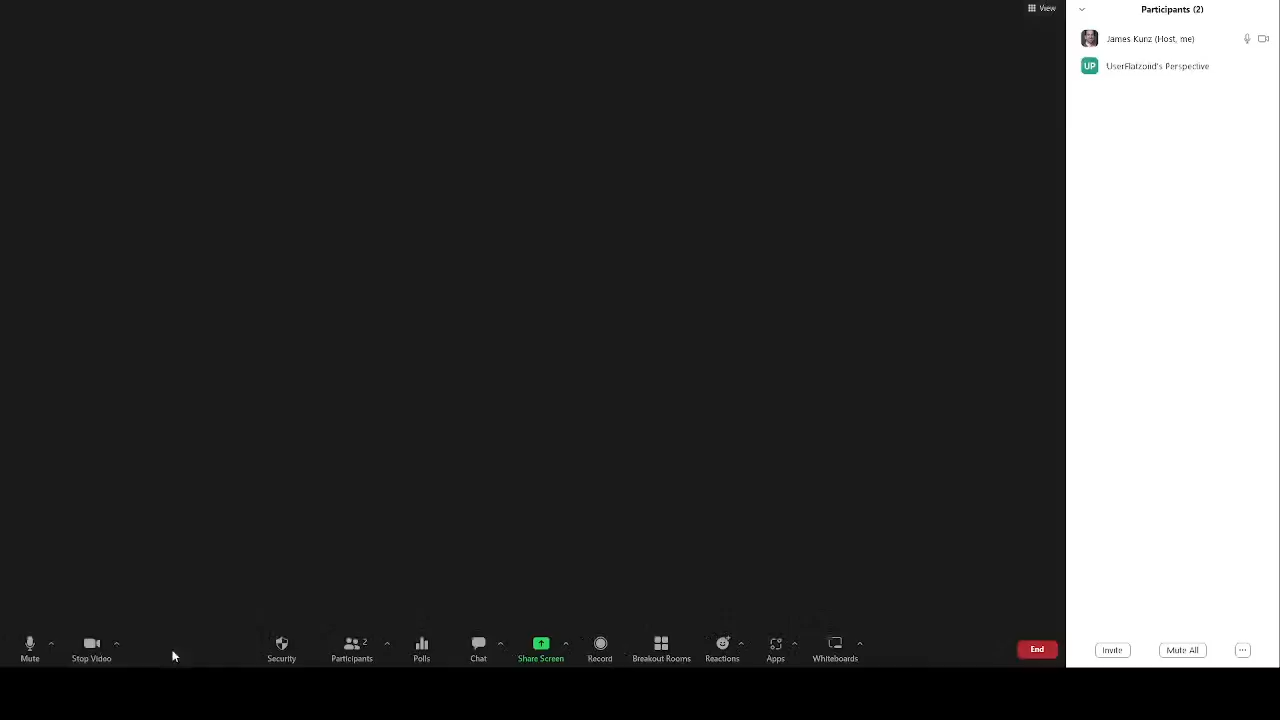 View
Participants (2)
James Kunz (Host, me)
UP
Perspective
Mute
Stop Video
Security
Participants
2
Polls
Chat
Share Screen
Record
Breakout Rooms
Reactions
Apps
Whiteboards
End
Invite
Mute All
...